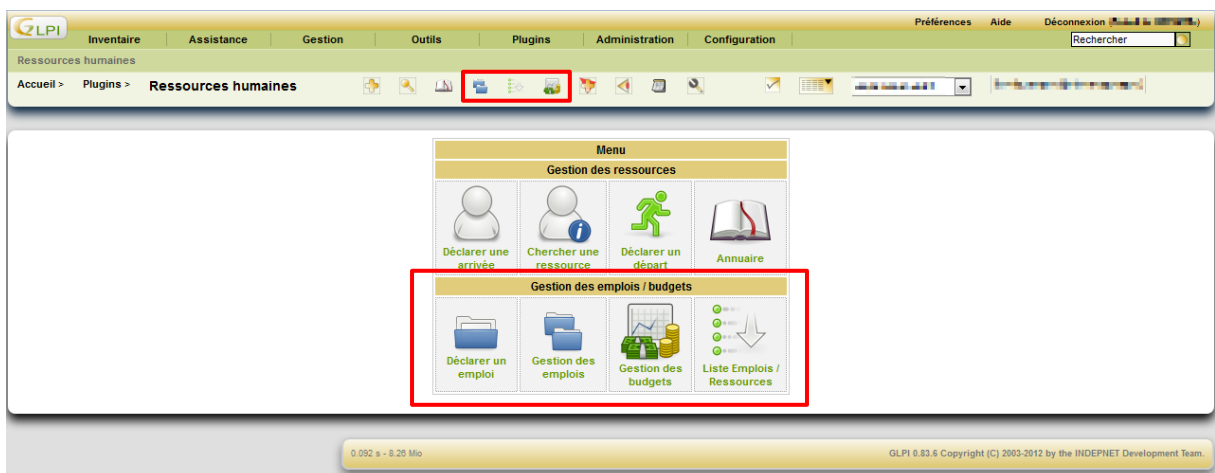 GLPI
Préférences Aide Déconnexion (
Inventaire Assistance Gestion Outils Plugins Administration Configuration Rechercher
Ressources humaines
Accueil > Plugins > Ressources humaines
Menu
Gestion des ressources
Déclarer une arrivée
Chercher une ressource
Déclarer un départ
Annuaire
Gestion des emplois / budgets
Déclarer un emploi
Gestion des emplois
Gestion des budgets
Liste Emplois / Ressources
0.092 s - 8.26 Mio
GLPI 0.83.6 Copyright (C) 2003-2012 by the INDEPNET Development Team.